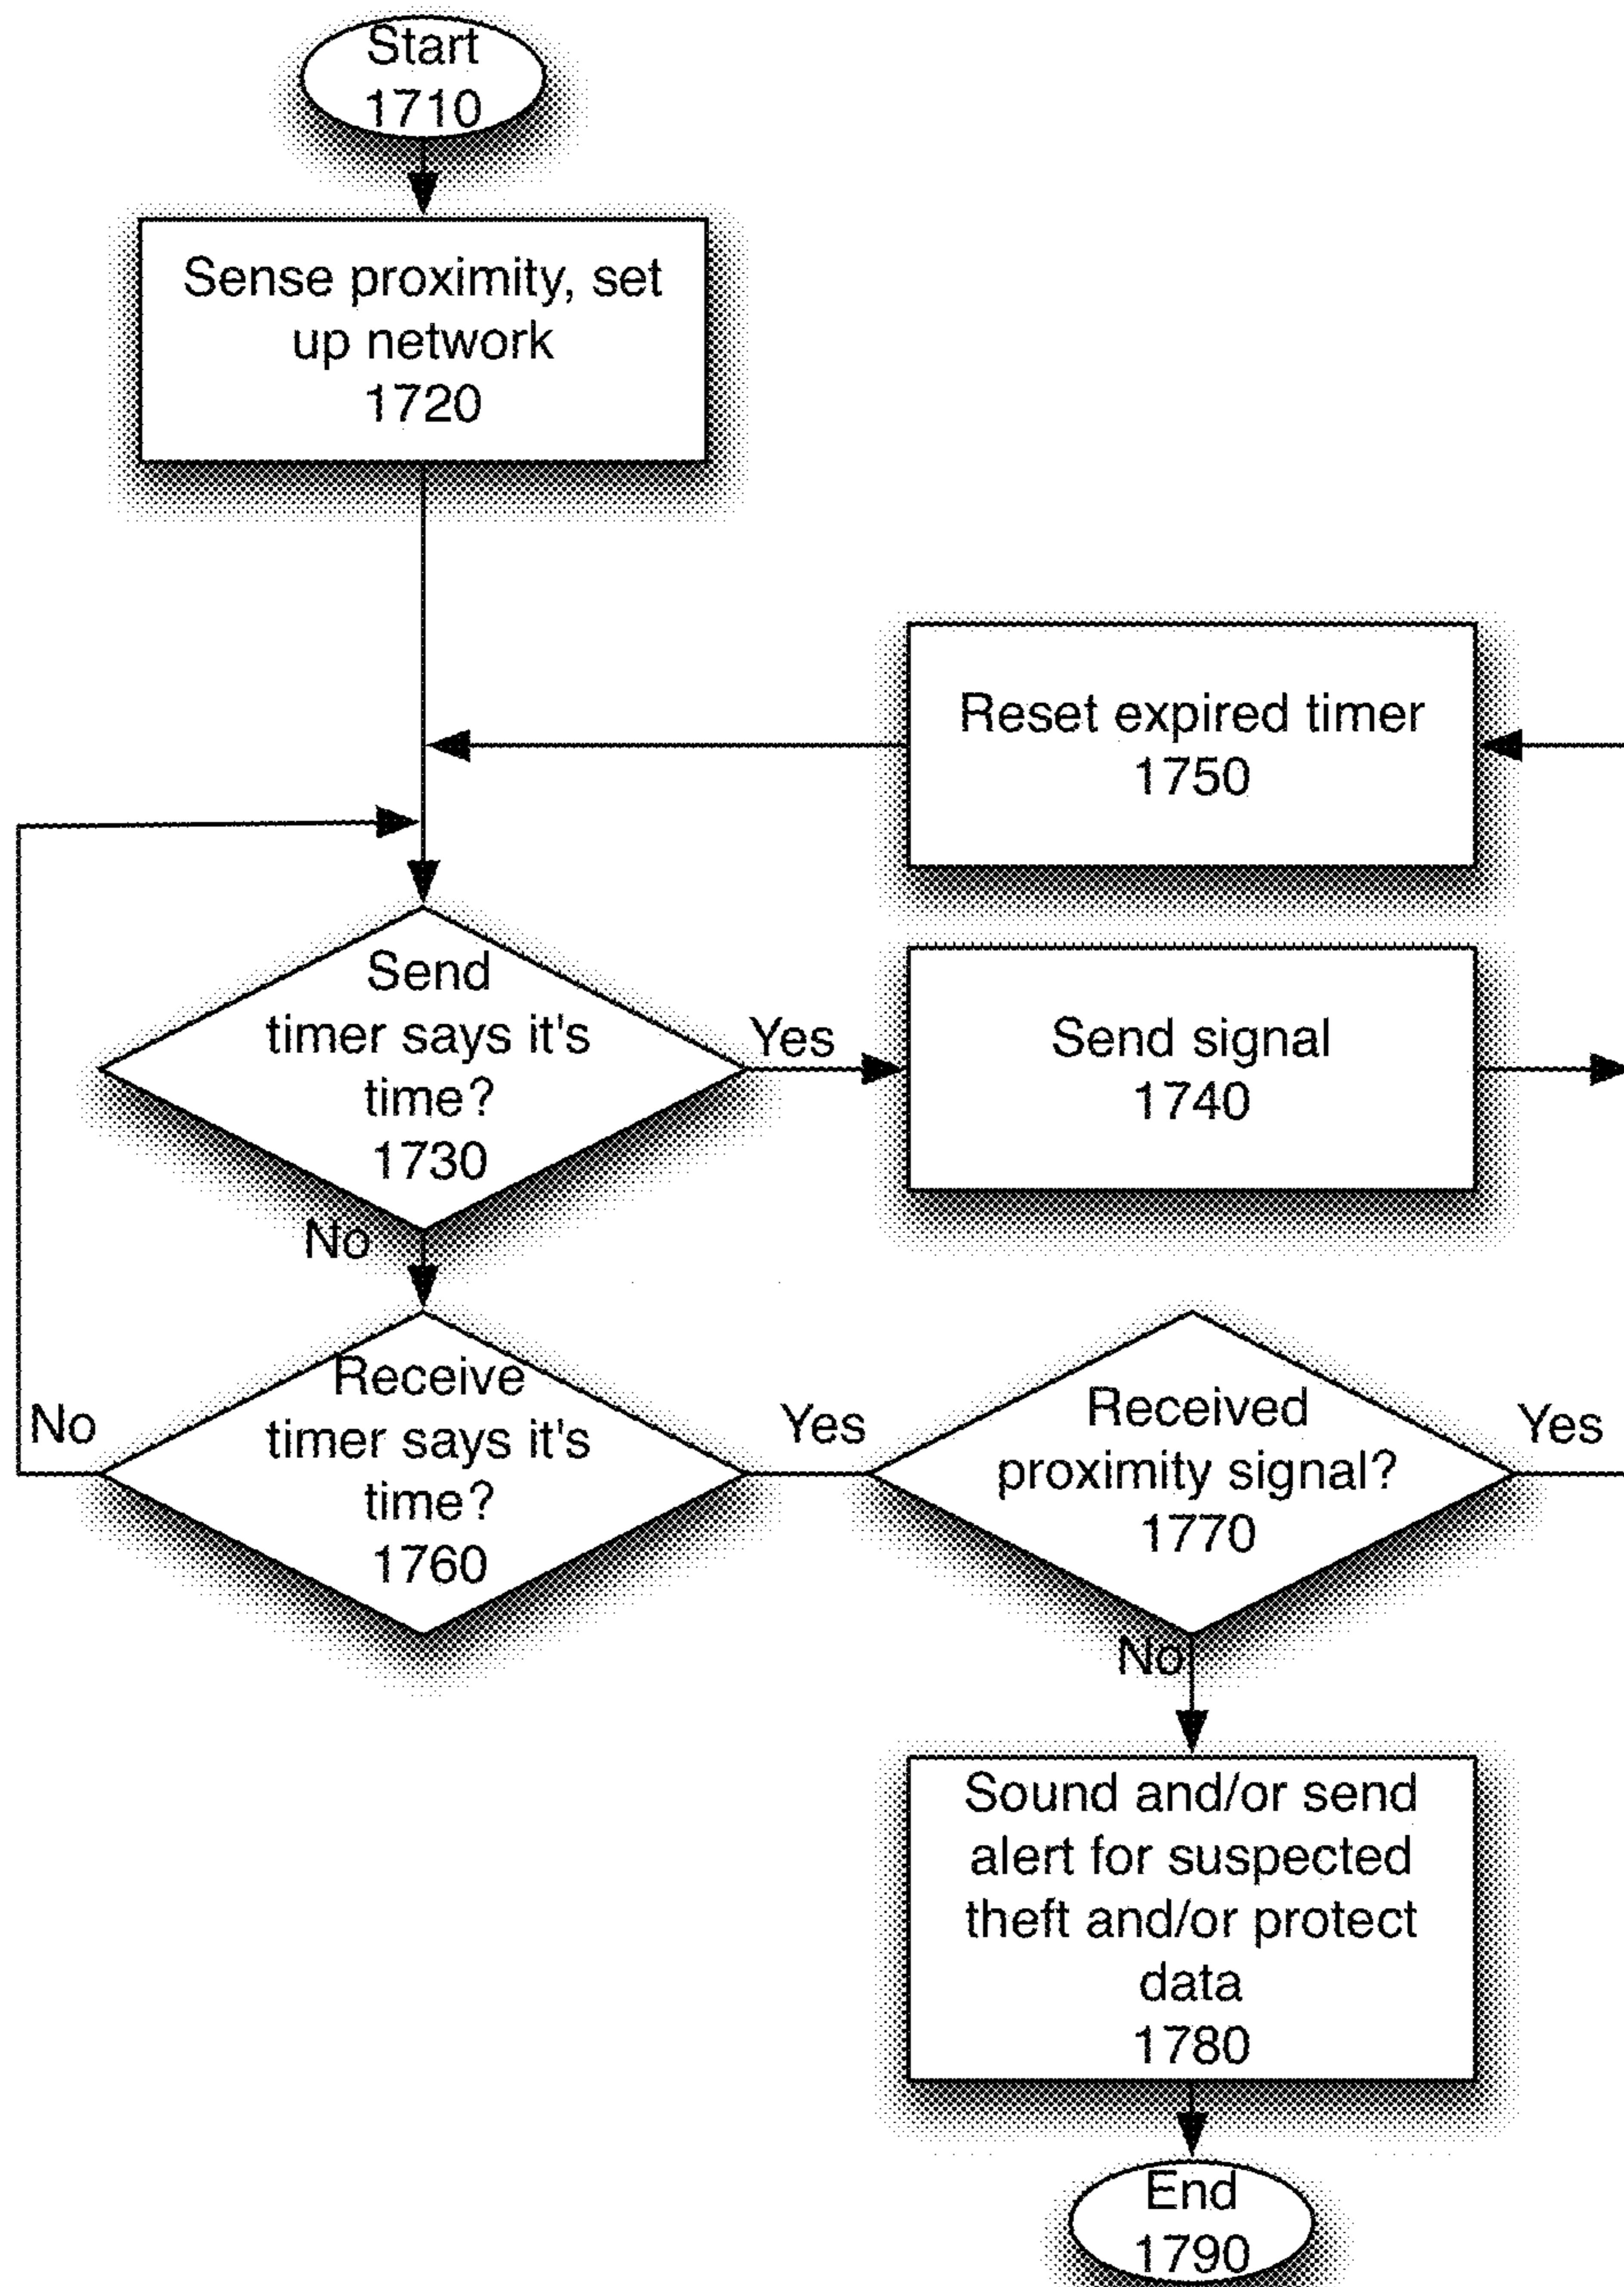 Start
1710
Sense proximity, set
up network
1720
Reset expired timer
1750
Send
timer says it's
time?
1730
Yes
Send signal
1740
No
Receive
timer says it's
time?
1760
No
Yes
Received
proximity signal?
1770
Yes
No
Sound and/or send
alert for suspected
theft and/or protect
data
1780
End
1790